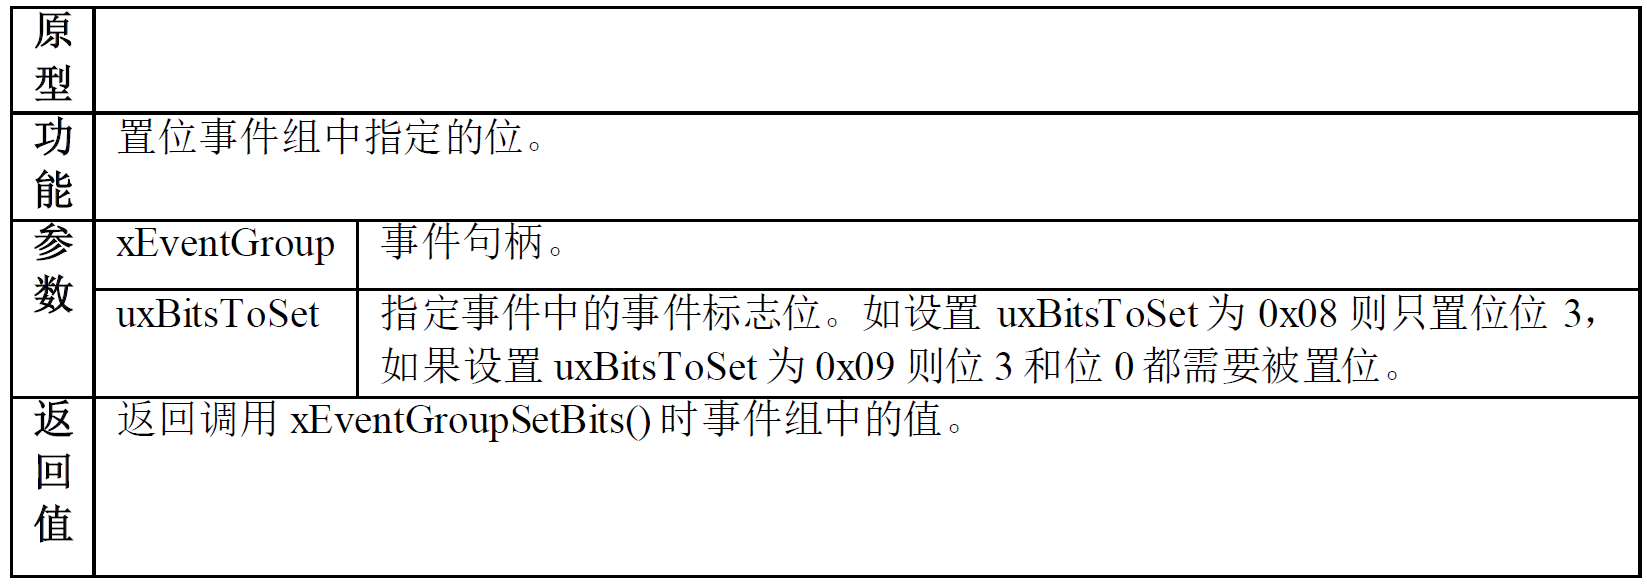 原
型
功
能
置位事件组中指定的位。
参
数
xEventGroup
事件句柄。
uxBitsToSet
指定事件中的事件标志位。如设置 uxBitsToSet 为 0x08 则只置位位 3，
如果设置 uxBitsToSet 为 0x09 则位 3 和位 0 都需要被置位。
返
回
值
返回调用 xEventGroupSetBits() 时事件组中的值。